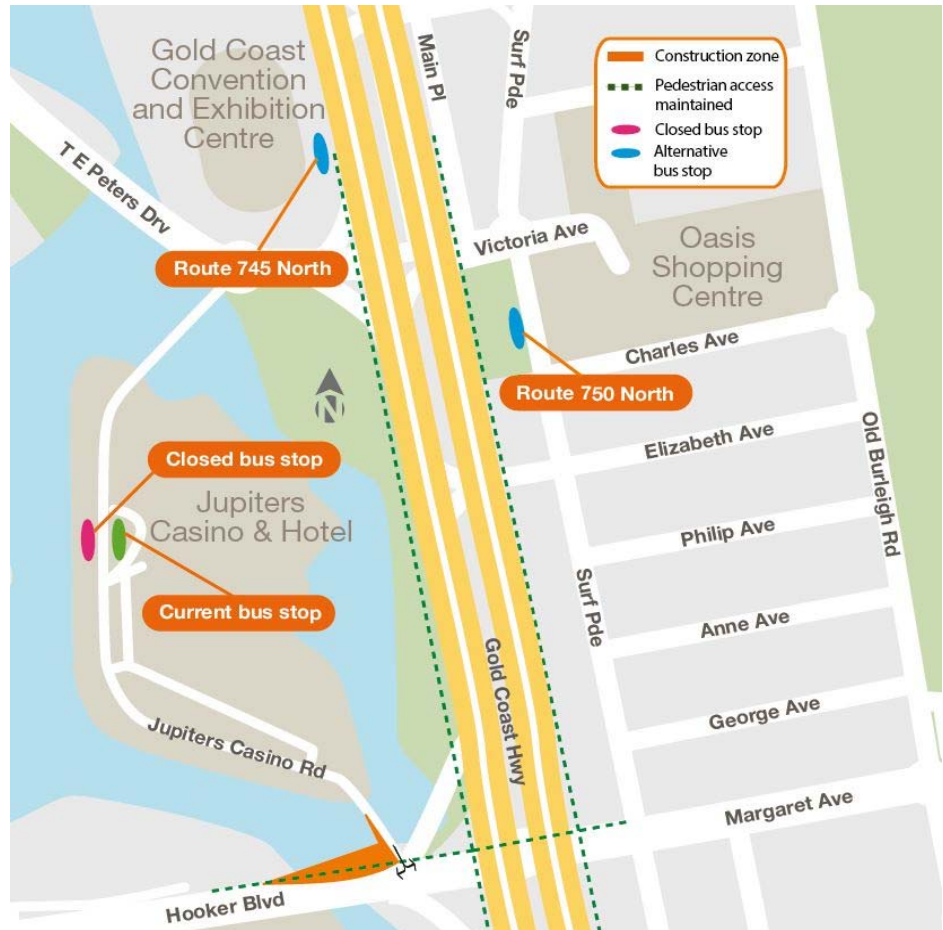 Gold Coast
Convention
and Exhibition
Centre
Main Pl
Surf Pde
Construction zone
Pedestrian access
maintained
Closed bus stop
Alternative
bus stop
T E Peters Drv
Route 745 North
Victoria Ave
Oasis
Shopping
Centre
Charles Ave
Route 750 North
N
Elizabeth Ave
Old Burleigh Rd
Closed bus stop
Jupiters
Casino & Hotel
Philip Ave
Current bus stop
Surf Pde
Anne Ave
Gold Coast Hwy
George Ave
Jupiters Casino Rd
Margaret Ave
Hooker Blvd